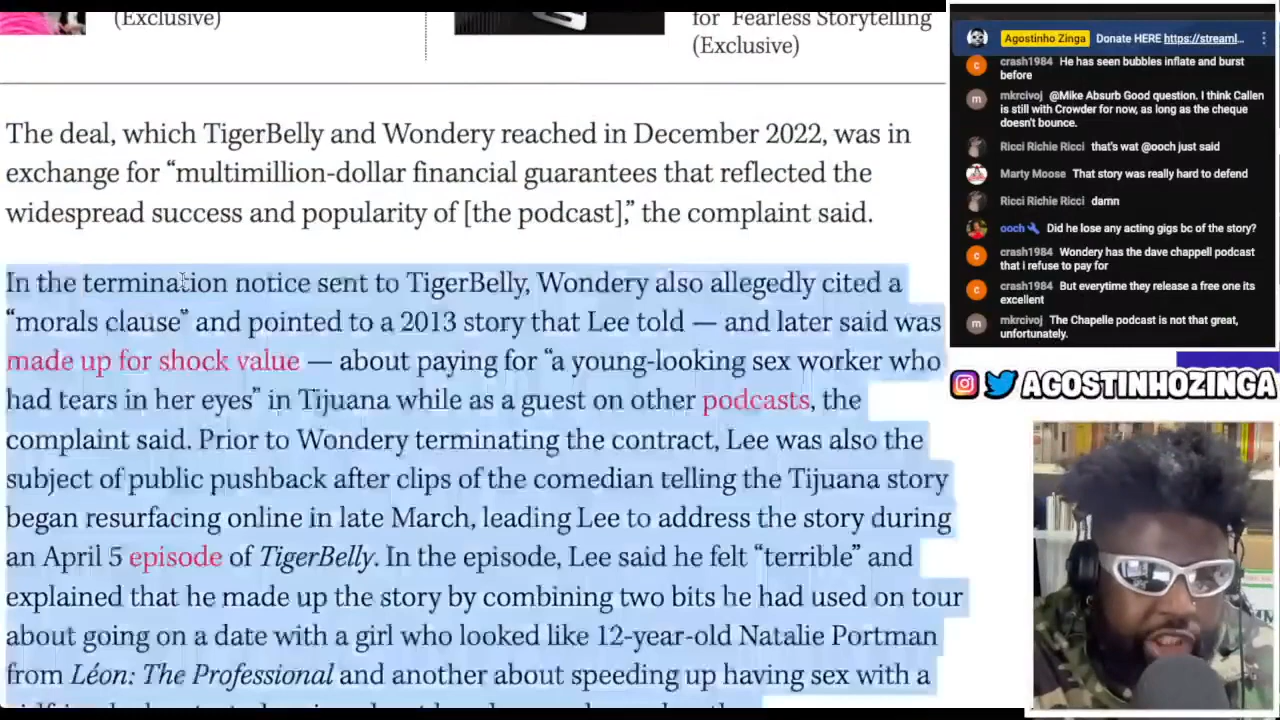 (Exclusive)
for "Fearless Storytelling
(Exclusive)
The deal, which TigerBelly and Wondery reached in December 2022, was in
exchange for “multimillion-dollar financial guarantees that reflected the
widespread success and popularity of [the podcast],” the complaint said.
In the termination notice sent to TigerBelly, Wondery also allegedly cited a
“morals clause” and pointed to a 2013 story that Lee told — and later said was
made up for shock value — about paying for “a young-looking sex worker who
had tears in her eyes” in Tijuana while as a guest on other podcasts, the
complaint said. Prior to Wondery terminating the contract, Lee was also the
subject of public pushback after clips of the comedian telling the Tijuana story
began resurfacing online in late March, leading Lee to address the story during
an April 5 episode of TigerBelly. In the episode, Lee said he felt “terrible” and
explained that he made up the story by combining two bits he had used on tour
about going on a date with a girl who looked like 12-year-old Natalie Portman
from Léon: The Professional and another about speeding up having sex with a
Agostinho Zinga Donate HERE https://streaml...
crash1984 He has seen bubbles inflate and burst
before
mkrcivoj @Mike Absurb Good question. I think Callen
is still with Crowder for now, as long as the cheque
doesn't bounce.
Ricci Richie Ricci that's wat @ooch just said
Marty Moose That story was really hard to defend
Ricci Richie Ricci damn
ooch Did he lose any acting gigs bc of the story?
crash1984 Wondery has the dave chappell podcast
that i refuse to pay for
crash1984 But everytime they release a free one its
excellent
mkrcivoj The Chapelle podcast is not that great,
unfortunately.
AGOSTINHOZINGA